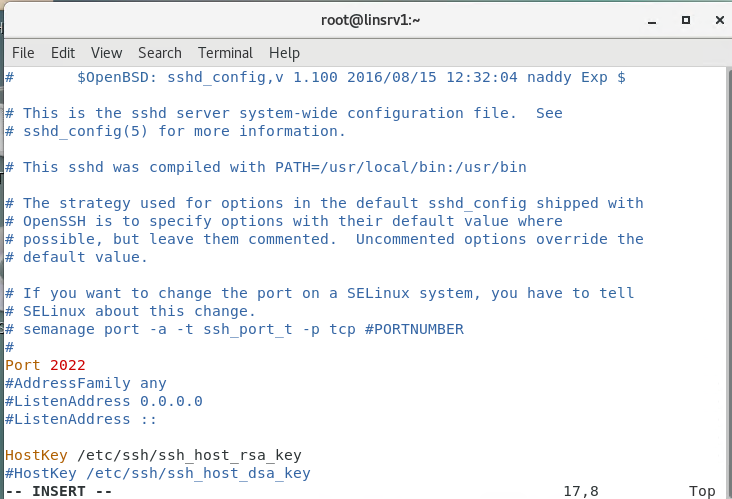 root@linsrv1:~
File Edit View Search Terminal Help
#       $OpenBSD: sshd_config,v 1.100 2016/08/15 12:32:04 naddy Exp $
# This is the sshd server system-wide configuration file.  See
# sshd_config(5) for more information.
# This sshd was compiled with PATH=/usr/local/bin:/usr/bin
# The strategy used for options in the default sshd_config shipped with
# OpenSSH is to specify options with their default value where
# possible, but leave them commented.  Uncommented options override the
# default value.
# If you want to change the port on a SELinux system, you have to tell
# SELinux about this change.
# semanage port -a -t ssh_port_t -p tcp #PORTNUMBER
#
Port 2022
#AddressFamily any
#ListenAddress 0.0.0.0
#ListenAddress ::
HostKey /etc/ssh/ssh_host_rsa_key
#HostKey /etc/ssh/ssh_host_dsa_key
-- INSERT -- 17,8 Top